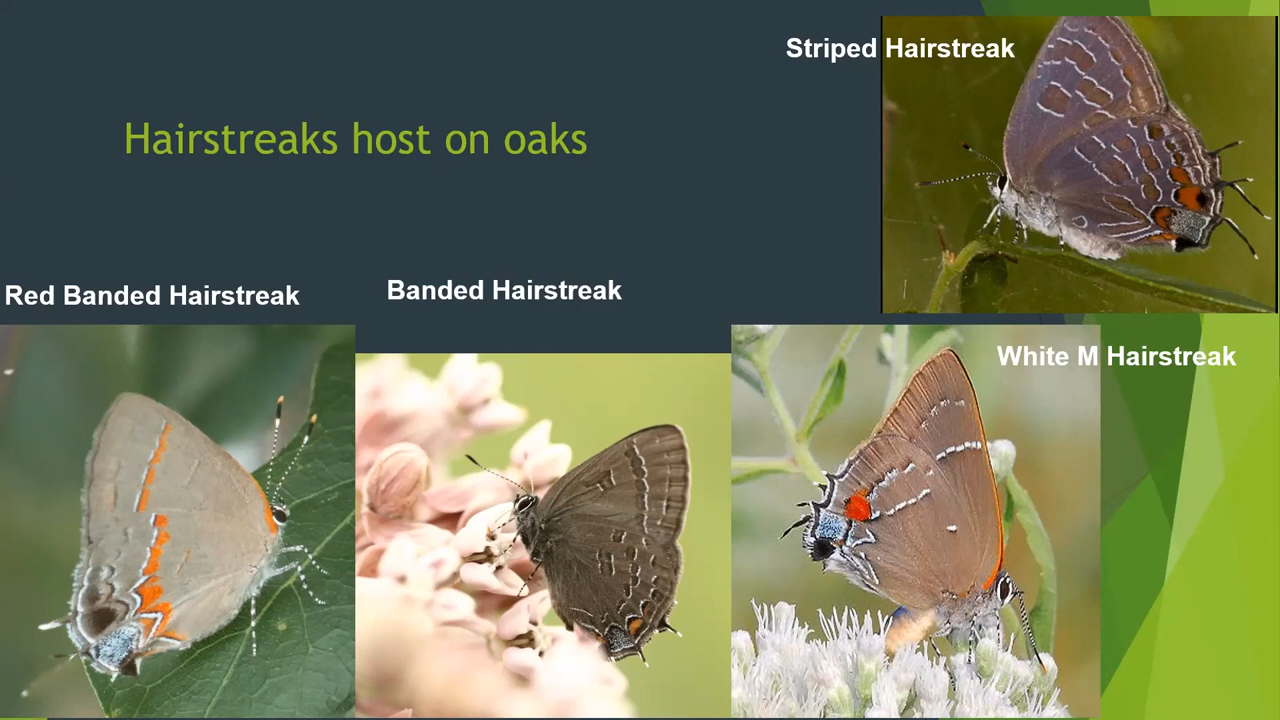 Striped Hairstreak
Hairstreaks host on oaks
Red Banded Hairstreak
Banded Hairstreak
White M Hairstreak